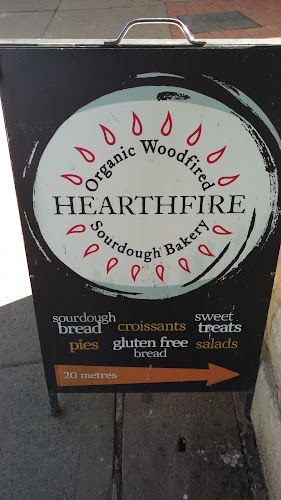 Organic Woodfired
HEARTHFIRE
Sourdough Bakery
sourdough bread croissants sweet treats
pies gluten free bread salads
20 metres